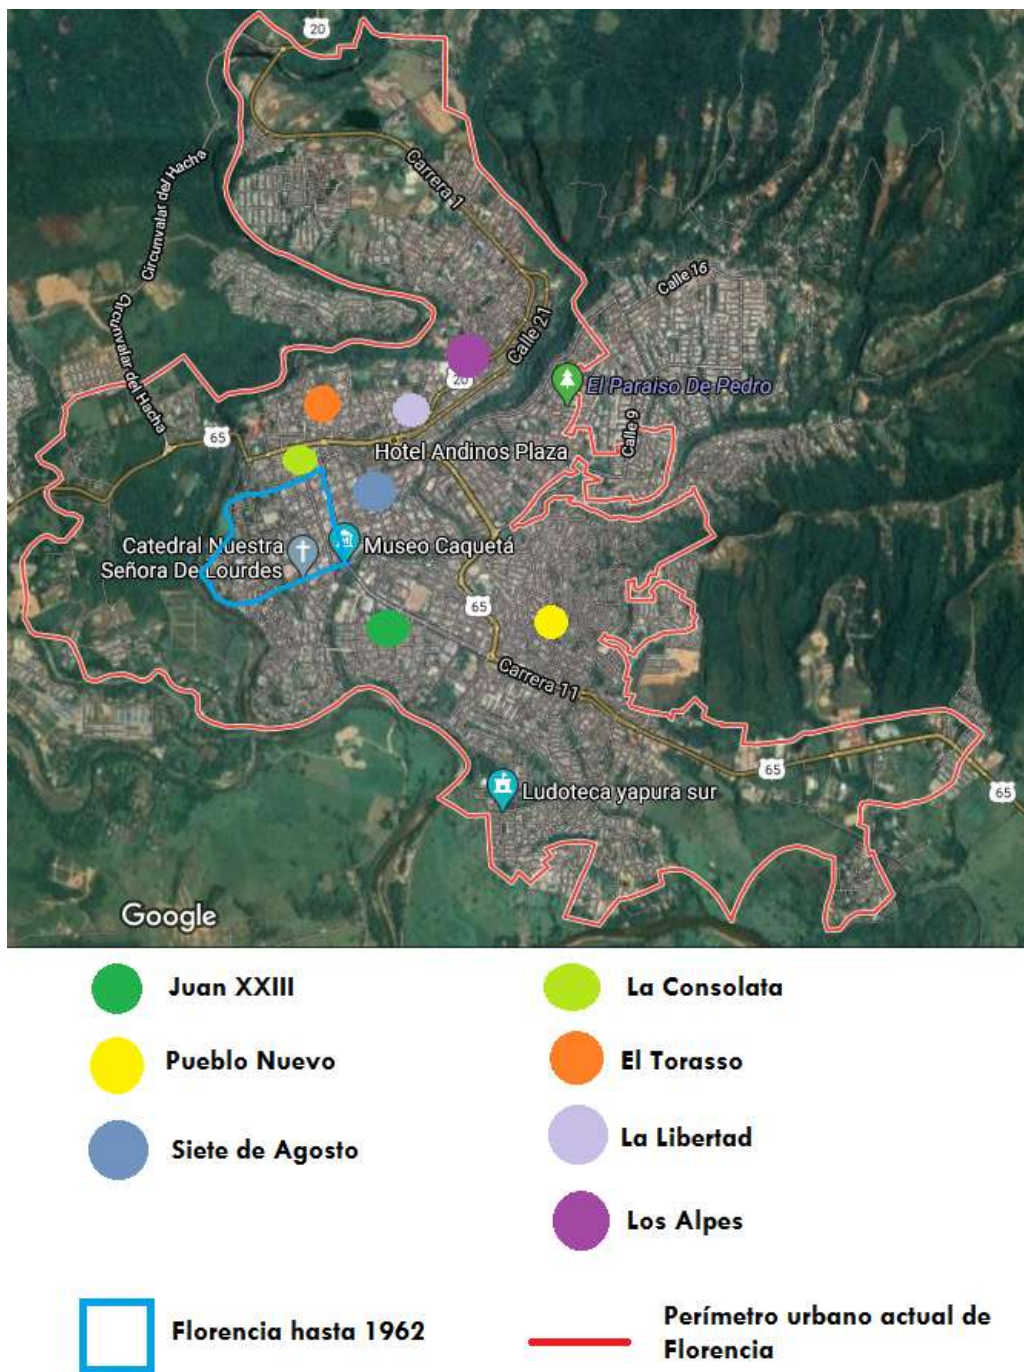 20
Circunvalar del Hacha
Carrera 1
Circunvalar del Hacha
Calle 16
Calle 21
20
El Paraiso De Pedro
65
Calle 9
Hotel Andinos Plaza
Catedral Nuestra
Señora De Lourdes
Museo Caquetá
65
Carrera 11
65
65
Ludoteca yapura sur
Google
Juan XXIII
La Consolata
Pueblo Nuevo
El Torasso
Siete de Agosto
La Libertad
Los Alpes
Florencia hasta 1962
Perímetro urbano actual de
Florencia